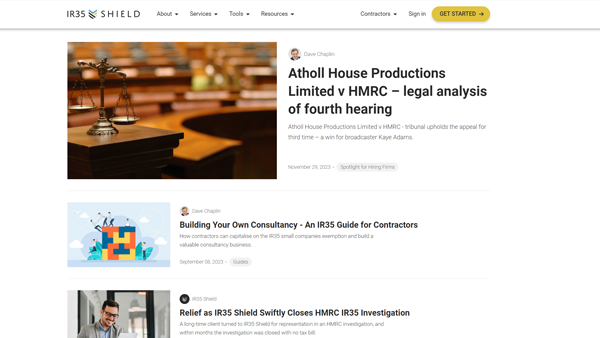 IR35 SHIELD
About
Services
Tools
Resources
Contractors
Sign in
GET STARTED
Dave Chaplin
Atholl House Productions
Limited v HMRC – legal analysis
of fourth hearing
Atholl House Productions Limited v HMRC - tribunal upholds the appeal for
third time – a win for broadcaster Kaye Adams.
November 29, 2023 - Spotlight for Hiring Firms
Dave Chaplin
Building Your Own Consultancy - An IR35 Guide for Contractors
How contractors can capitalise on the IR35 small companies exemption and build a
valuable consultancy business.
September 08, 2023 - Guides
IR35 Shield
Relief as IR35 Shield Swiftly Closes HMRC IR35 Investigation
A long-time client turned to IR35 Shield for representation in an HMRC investigation, and
within months the investigation was closed with no tax bill.